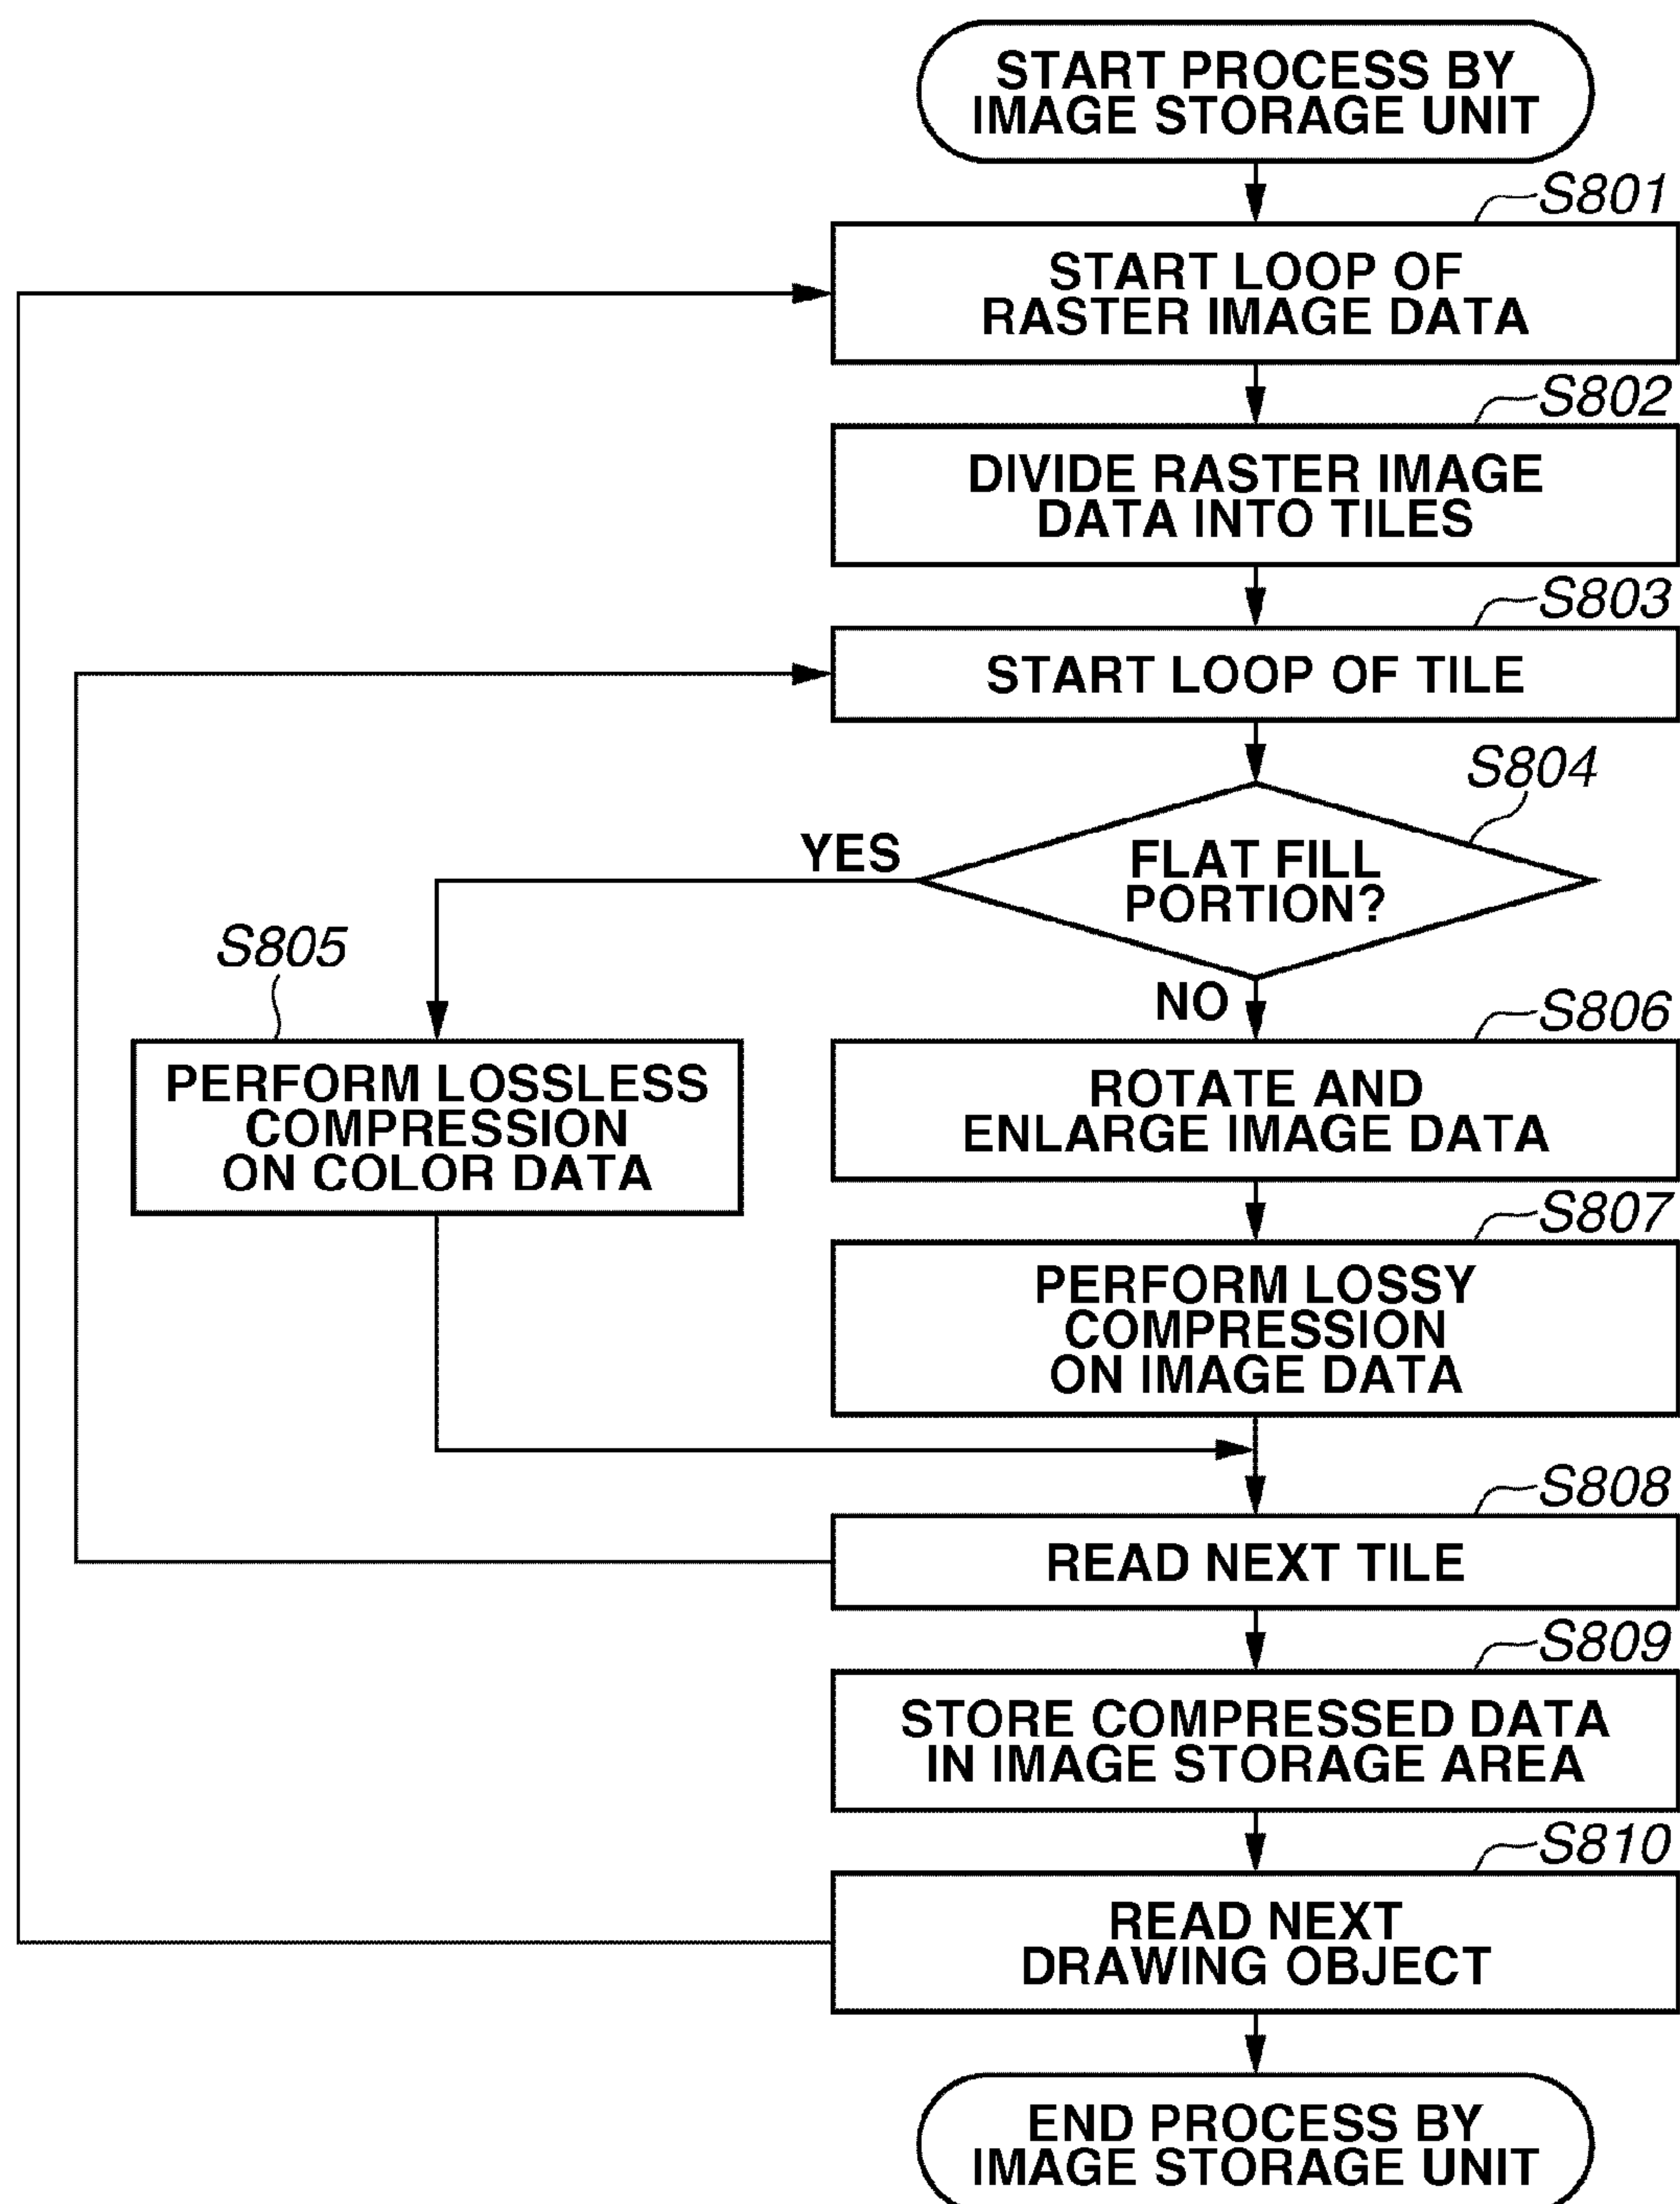 START PROCESS BY
IMAGE STORAGE UNIT
S801
START LOOP OF
RASTER IMAGE DATA
S802
DIVIDE RASTER IMAGE
DATA INTO TILES
S803
START LOOP OF TILE
S804
FLAT FILL
PORTION?
YES
NO
S805
PERFORM LOSSLESS
COMPRESSION
ON COLOR DATA
S806
ROTATE AND
ENLARGE IMAGE DATA
S807
PERFORM LOSSY
COMPRESSION
ON IMAGE DATA
S808
READ NEXT TILE
S809
STORE COMPRESSED DATA
IN IMAGE STORAGE AREA
S810
READ NEXT
DRAWING OBJECT
END PROCESS BY
IMAGE STORAGE UNIT